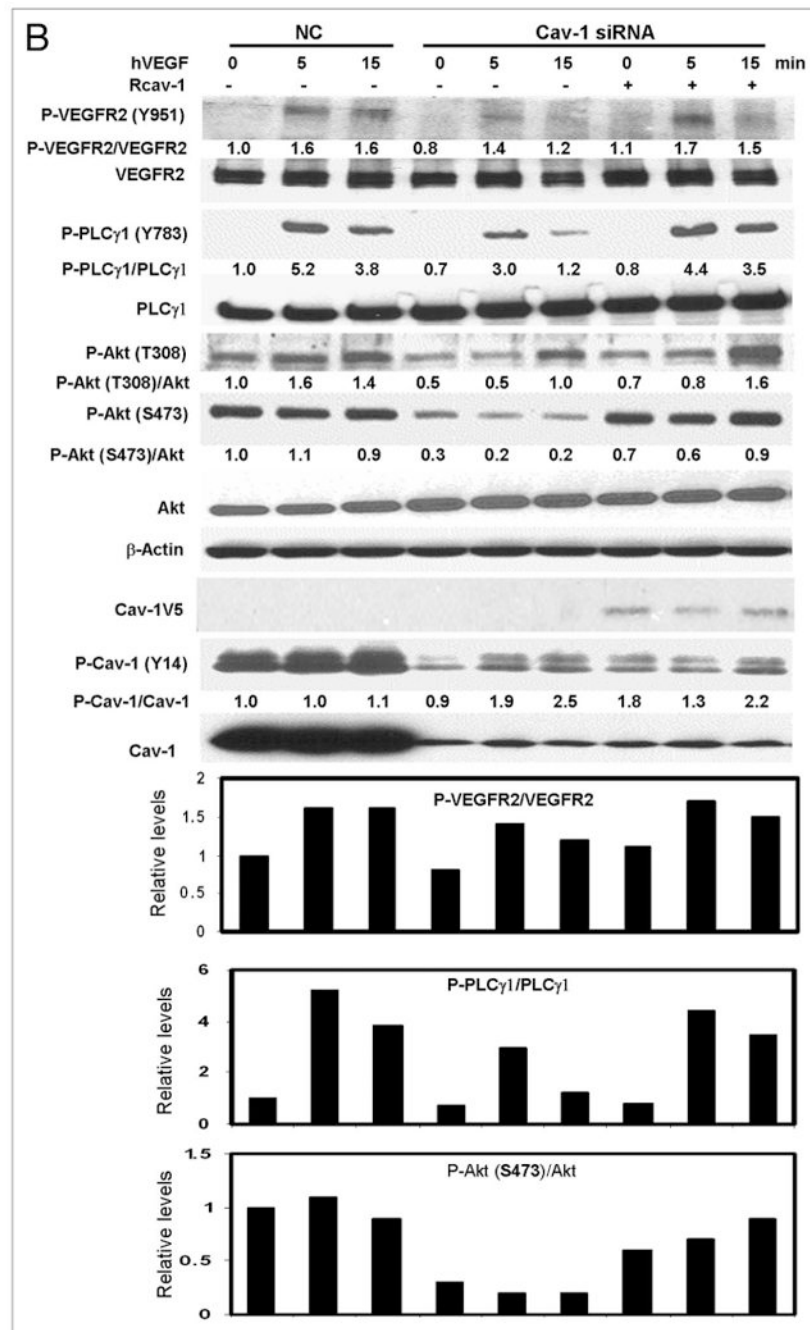 B
NC Cav-1 siRNA
hVEGF 0 5 15 0 5 15 0 5 15 min
Rcav-1 - - - - - - + + +
P-VEGFR2 (Y951)
P-VEGFR2/VEGFR2 1.0 1.6 1.6 0.8 1.4 1.2 1.1 1.7 1.5
VEGFR2
P-PLCγ1 (Y783)
P-PLCγ1/PLCγ1 1.0 5.2 3.8 0.7 3.0 1.2 0.8 4.4 3.5
PLCγ1
P-Akt (T308)
P-Akt (T308)/Akt 1.0 1.6 1.4 0.5 0.5 1.0 0.7 0.8 1.6
P-Akt (S473)
P-Akt (S473)/Akt 1.0 1.1 0.9 0.3 0.2 0.2 0.7 0.6 0.9
Akt
β-Actin
Cav-1V5
P-Cav-1 (Y14)
P-Cav-1/Cav-1 1.0 1.0 1.1 0.9 1.9 2.5 1.8 1.3 2.2
Cav-1
P-VEGFR2/VEGFR2
Relative levels
2
1.5
1
0.5
0
P-PLCγ1/PLCγ1
Relative levels
6
4
2
0
P-Akt (S473)/Akt
Relative levels
1.5
1
0.5
0